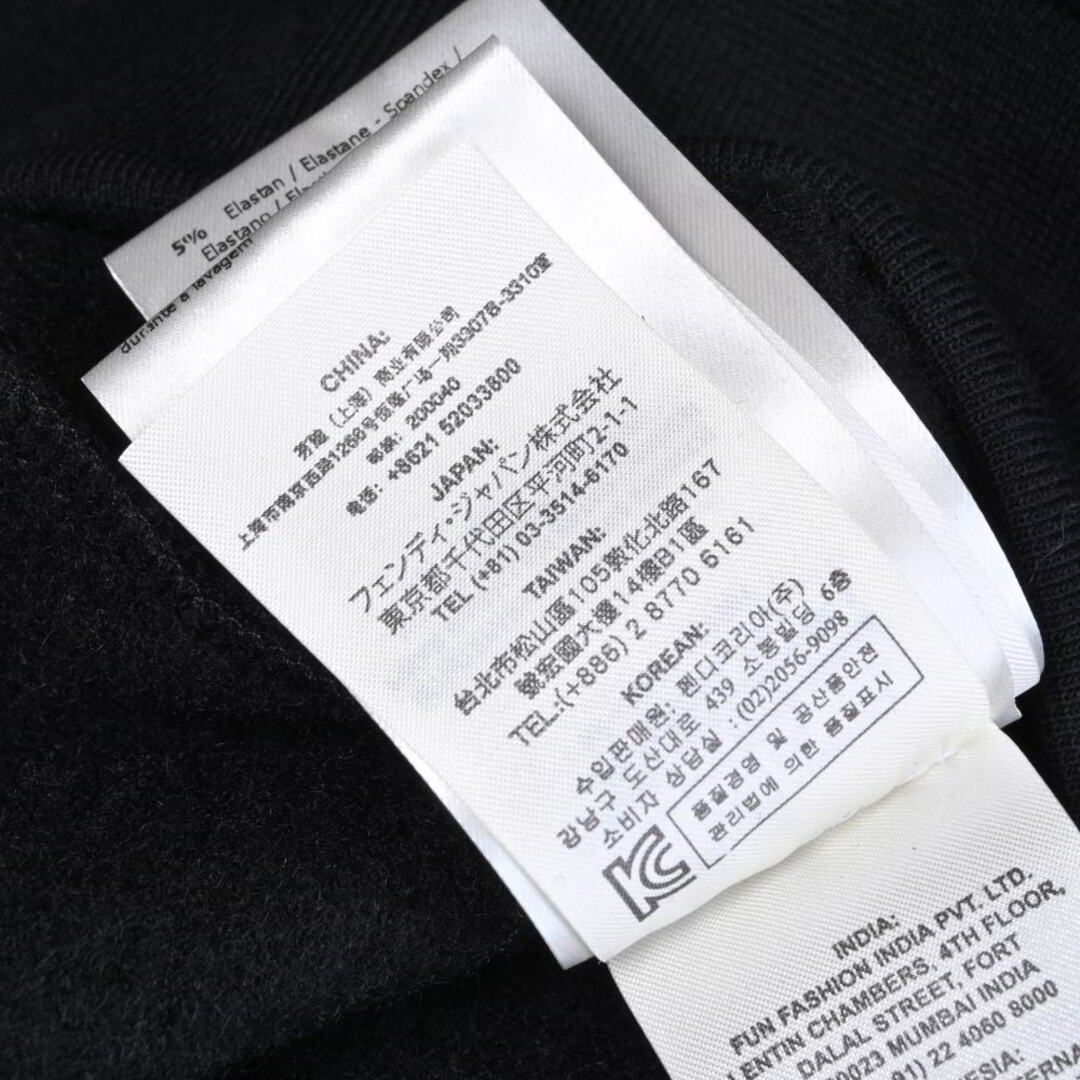 5% Elastan / Elastane - Spandex /
Elastano /
durante a lavagem
CHINA:
芬迪（上海）商业有限公司
上海市南京西路1266号恒隆广场一期39078-3310室
邮编: 200040
电话: +8621 52033800
JAPAN:
フェンディ・ジャパン株式会社
東京都千代田区平河町2-1-1
TEL (+81) 03-3514-6170
TAIWAN:
台北市松山區105敦化北路167
號宏國大樓14樓B1區
TEL.:(+886) 2 8770 6161
KOREAN:
수입판매원: 펜디코리아(주)
강남구 도산대로 439 소봉빌딩 6층
소비자 상담실 : (02)2056-9098
품질경영 및 공산품안전
관리법에 의한 품질표시
KC
INDIA:
FUN FASHION INDIA PVT. LTD.
LENTIN CHAMBERS, 4TH FLOOR,
DALAL STREET, FORT
MUMBAI INDIA
22 4060 8000